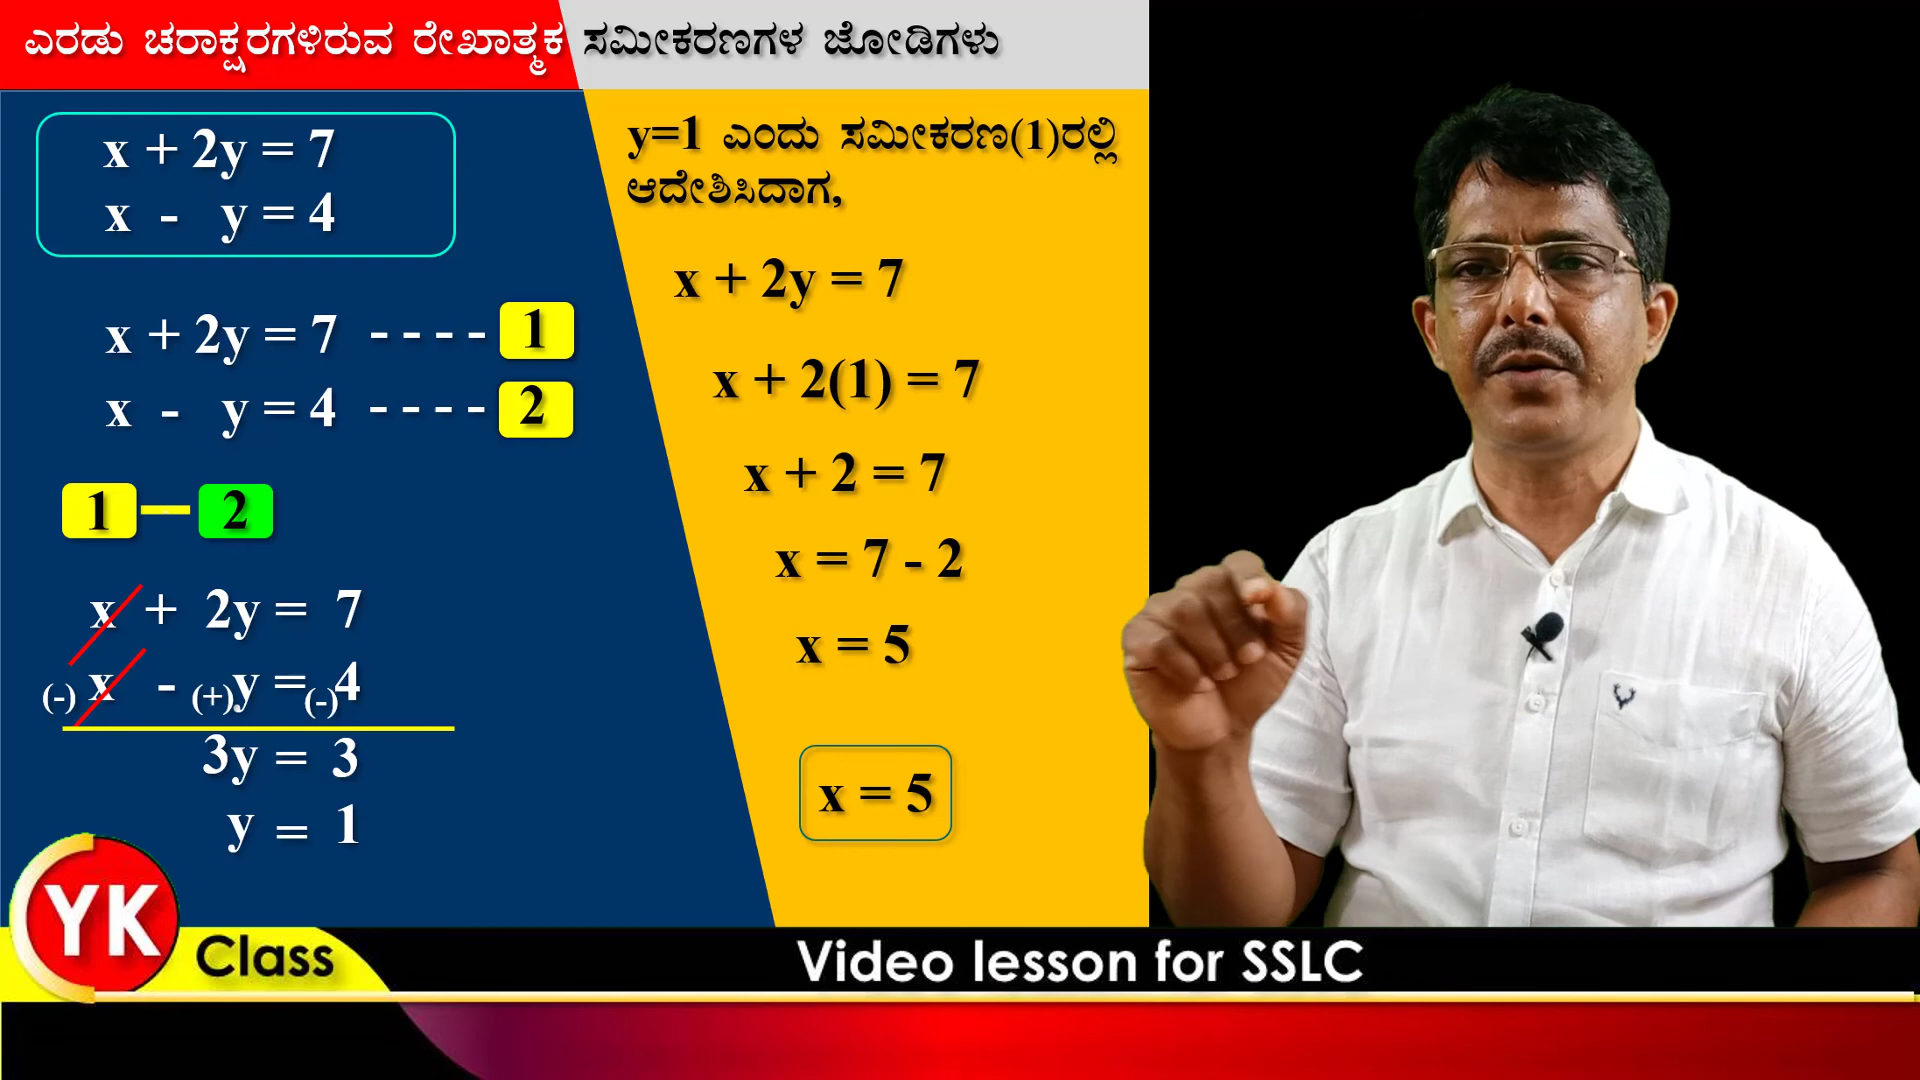 ಎರಡು ಚರಾಕ್ಷರಗಳಿರುವ ರೇಖಾತ್ಮಕ ಸಮೀಕರಣಗಳ ಜೋಡಿಗಳು
x + 2y = 7
x - y = 4
x + 2y = 7 - - - - 1
x - y = 4 - - - - 2
1 — 2
x + 2y = 7
(-) x - (+)y = (-)4
3y = 3
y = 1
y=1 ಎಂದು ಸಮೀಕರಣ(1)ರಲ್ಲಿ
ಆದೇಶಿಸಿದಾಗ,
x + 2y = 7
x + 2(1) = 7
x + 2 = 7
x = 7 - 2
x = 5
x = 5
YK Class
Video lesson for SSLC